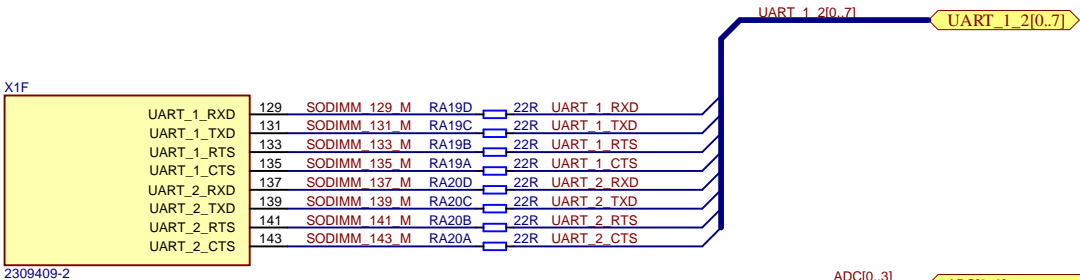 UART_1_2[0..7]
UART_1_2[0..7]
X1F
UART_1_RXD 129 SODIMM_129_M RA19D 22R UART_1_RXD
UART_1_TXD 131 SODIMM_131_M RA19C 22R UART_1_TXD
UART_1_RTS 133 SODIMM_133_M RA19B 22R UART_1_RTS
UART_1_CTS 135 SODIMM_135_M RA19A 22R UART_1_CTS
UART_2_RXD 137 SODIMM_137_M RA20D 22R UART_2_RXD
UART_2_TXD 139 SODIMM_139_M RA20C 22R UART_2_TXD
UART_2_RTS 141 SODIMM_141_M RA20B 22R UART_2_RTS
UART_2_CTS 143 SODIMM_143_M RA20A 22R UART_2_CTS
2309409-2
ADC[0..3]